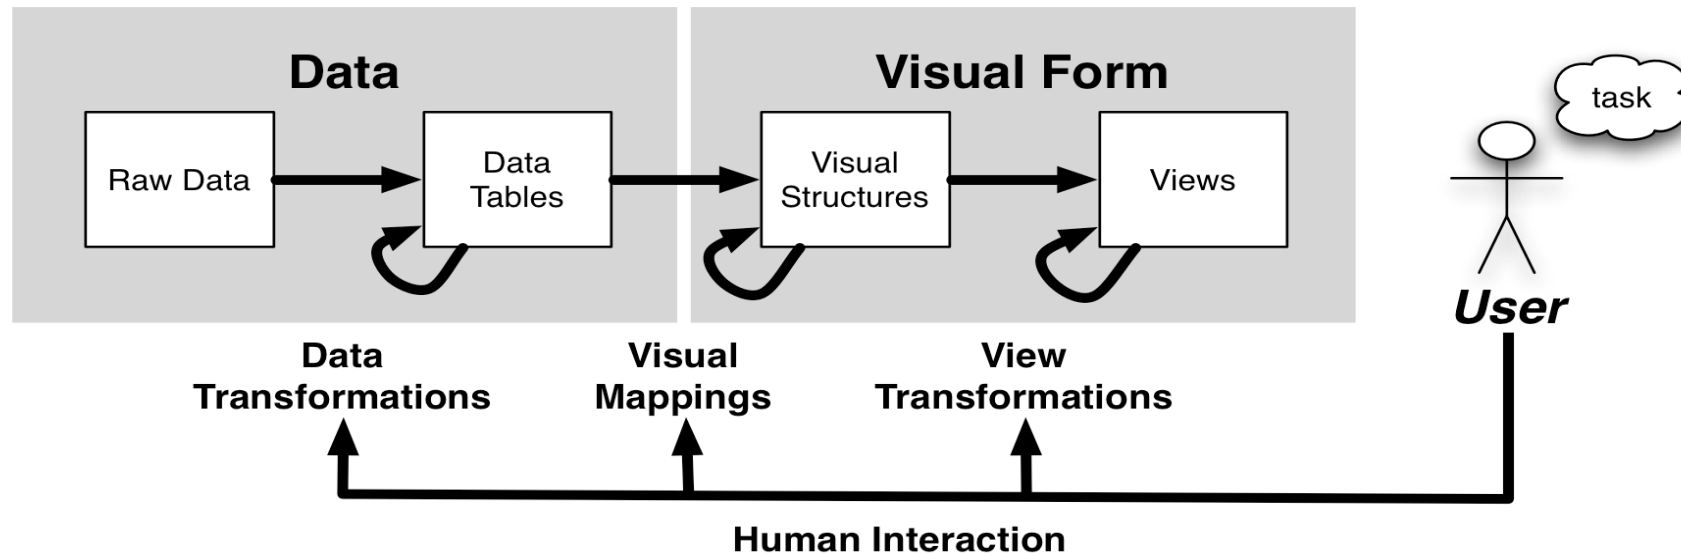 Data
Visual Form
task
Raw Data
Data
Tables
Visual
Structures
Views
User
Data
Transformations
Visual
Mappings
View
Transformations
Human Interaction